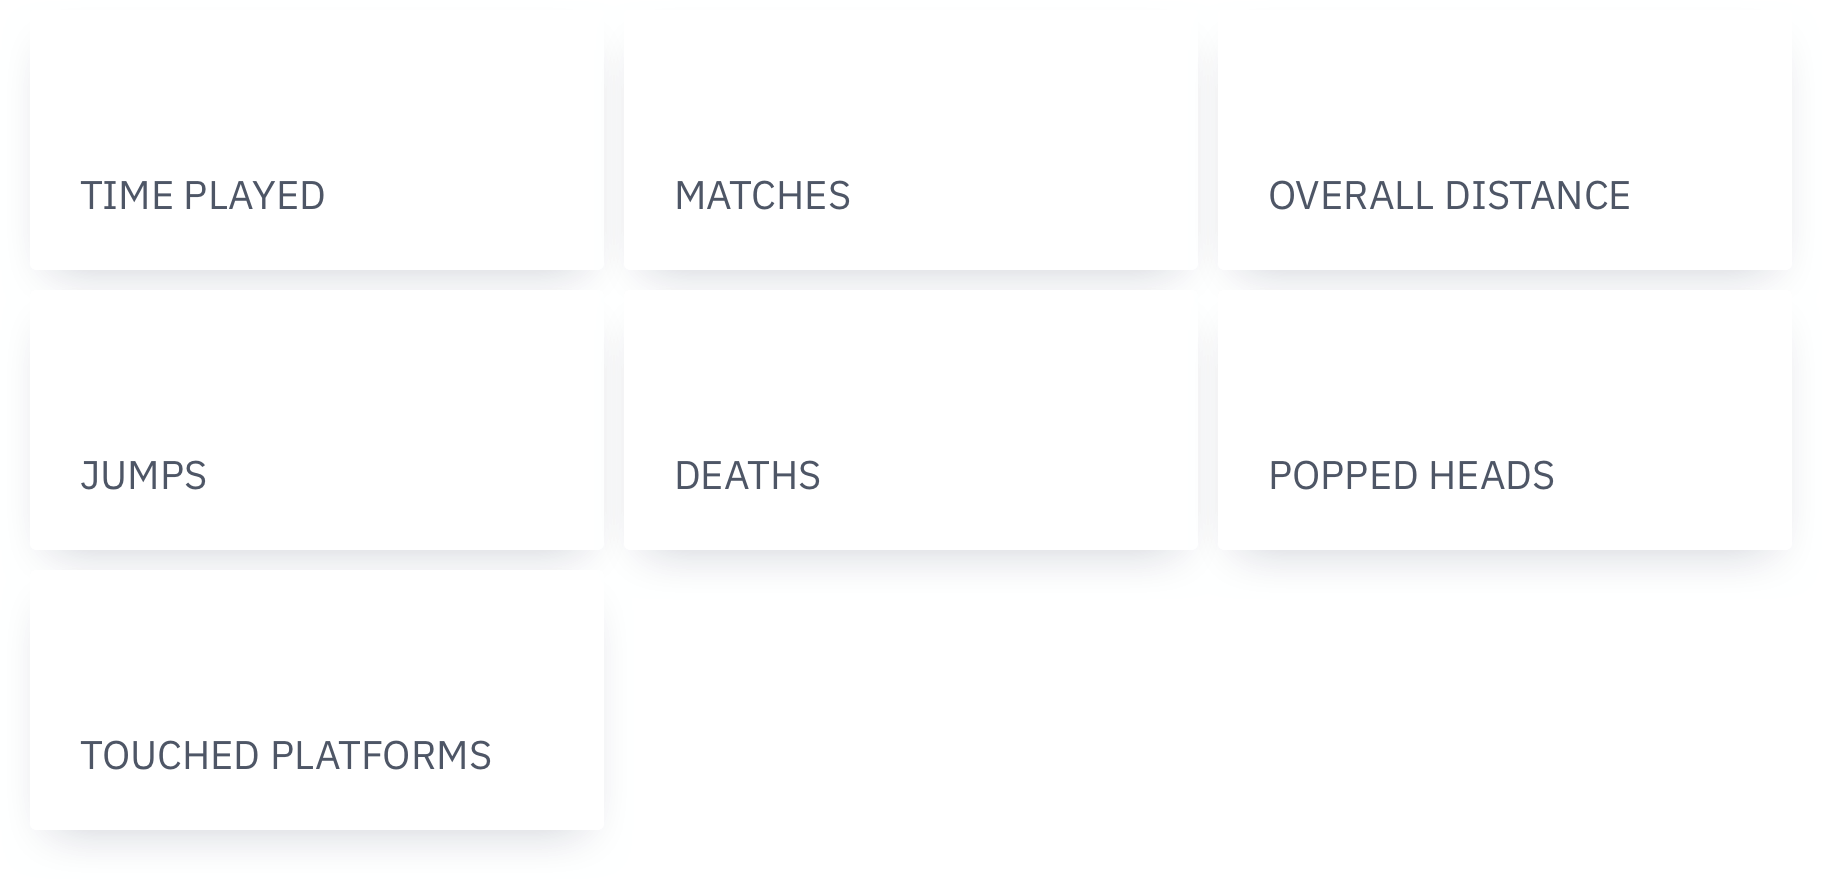 TIME PLAYED
MATCHES
OVERALL DISTANCE
JUMPS
DEATHS
POPPED HEADS
TOUCHED PLATFORMS